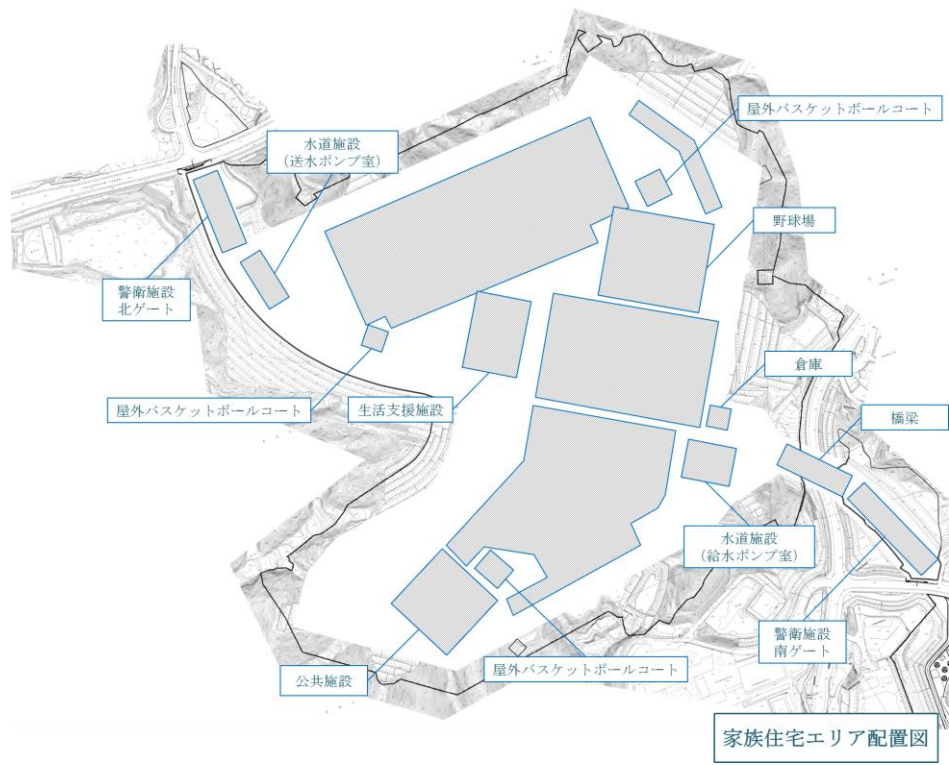 屋外バスケットボールコート
水道施設
（送水ポンプ室）
野球場
警衛施設
北ゲート
倉庫
屋外バスケットボールコート
生活支援施設
橋梁
水道施設
（給水ポンプ室）
警衛施設
南ゲート
屋外バスケットボールコート
公共施設
家族住宅エリア配置図